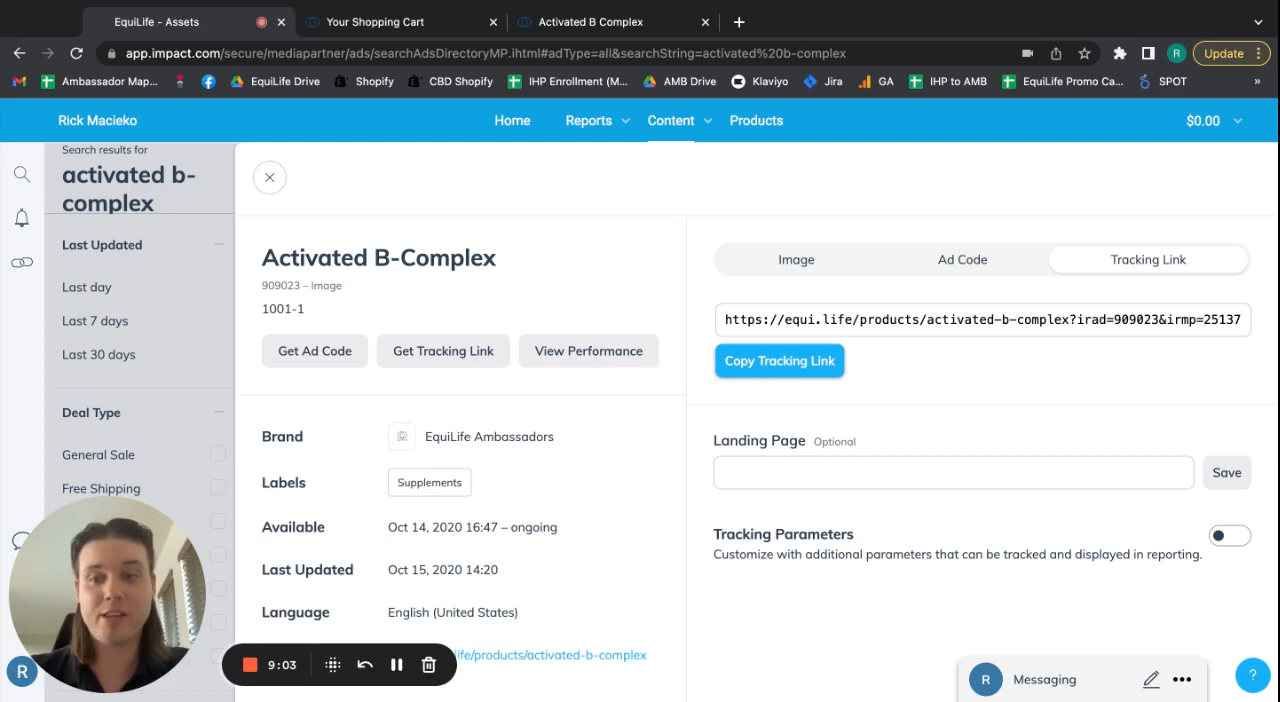 EquiLife - Assets
Your Shopping Cart
Activated B Complex
app.impact.com/secure/mediapartner/ads/searchAdsDirectoryMP.ihtml#adType=all&searchString=activated%20b-complex
R
Update
Ambassador Map...
EquiLife Drive
Shopify
CBD Shopify
IHP Enrollment (M...
AMB Drive
Klaviyo
Jira
GA
IHP to AMB
EquiLife Promo Ca...
SPOT
»
Rick Macieko
Home
Reports
Content
Products
$0.00
Search results for
activated b-
complex
Last Updated
Last day
Last 7 days
Last 30 days
Deal Type
General Sale
Free Shipping
Activated B-Complex
909023 – Image
1001-1
Get Ad Code
Get Tracking Link
View Performance
Brand
EquiLife Ambassadors
Labels
Supplements
Available
Oct 14, 2020 16:47 – ongoing
Last Updated
Oct 15, 2020 14:20
Language
English (United States)
life/products/activated-b-complex
Image
Ad Code
Tracking Link
https://equi.life/products/activated-b-complex?irad=909023&irmp=25137
Copy Tracking Link
Landing Page Optional
Save
Tracking Parameters
Customize with additional parameters that can be tracked and displayed in reporting.
R
9:03
R
Messaging
?